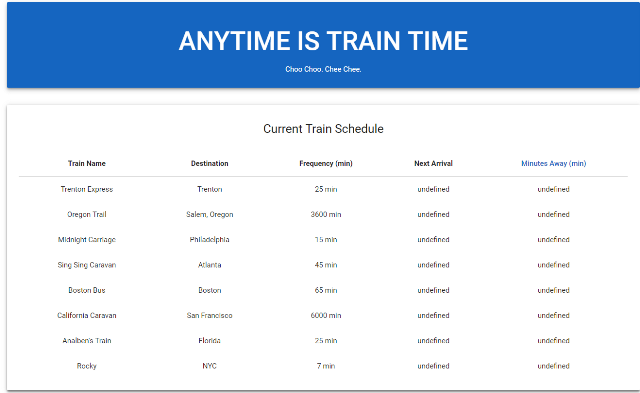 ANYTIME IS TRAIN TIME
Choo Choo. Chee Chee.
Current Train Schedule
Train Name Destination Frequency (min) Next Arrival Minutes Away (min)
Trenton Express Trenton 25 min undefined undefined
Oregon Trail Salem, Oregon 3600 min undefined undefined
Midnight Carriage Philadelphia 15 min undefined undefined
Sing Sing Caravan Atlanta 45 min undefined undefined
Boston Bus Boston 65 min undefined undefined
California Caravan San Francisco 6000 min undefined undefined
Analben's Train Florida 25 min undefined undefined
Rocky NYC 7 min undefined undefined